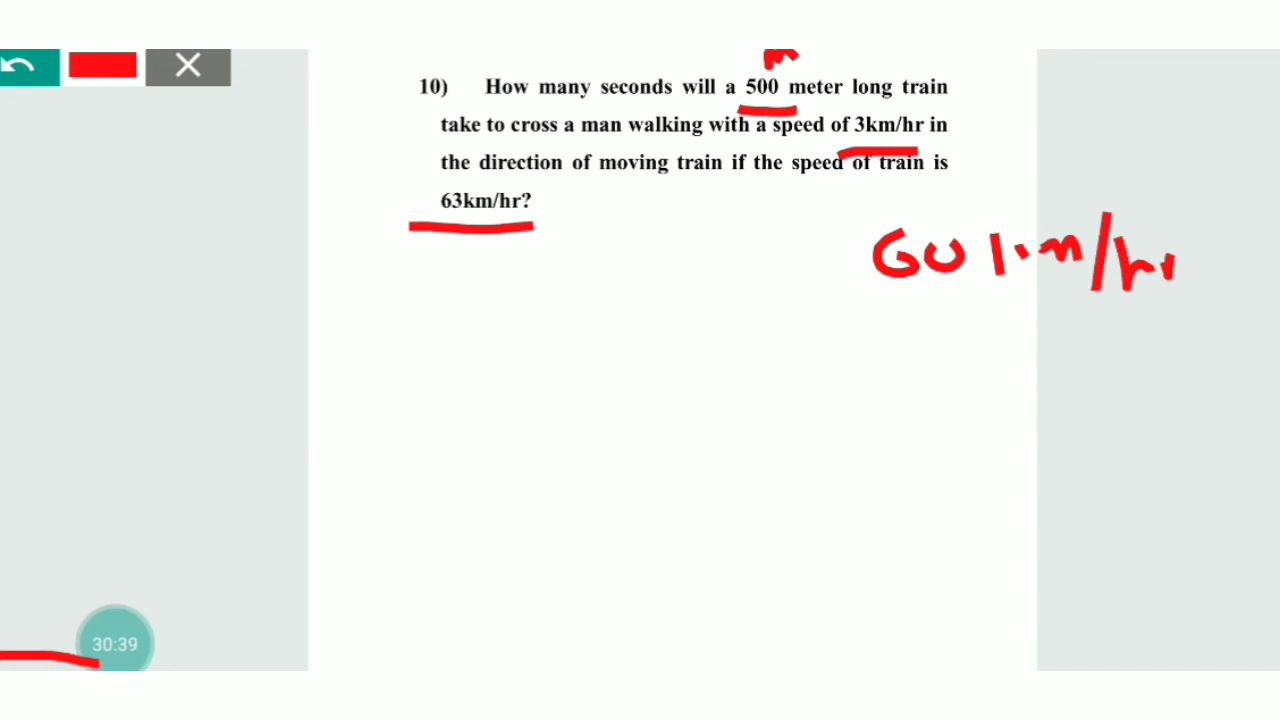 m
10) How many seconds will a 500 meter long train
take to cross a man walking with a speed of 3km/hr in
the direction of moving train if the speed of train is
63km/hr?
60 km/hr
30:39